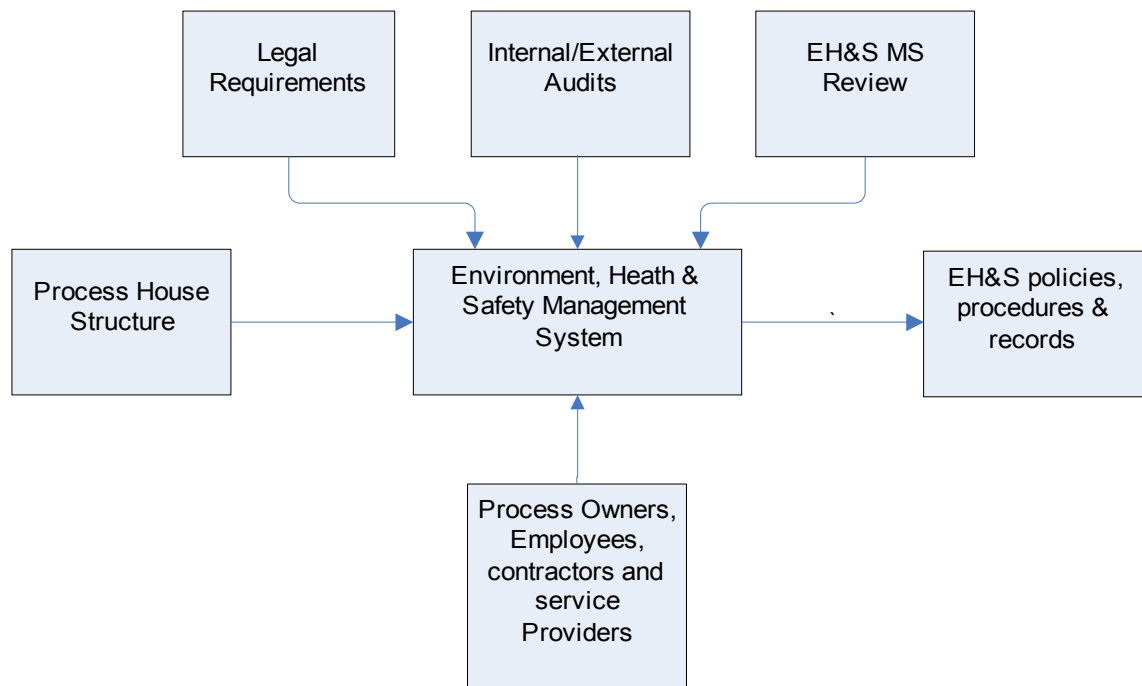 Legal
Requirements
Internal/External
Audits
EH&S MS
Review
Process House
Structure
Environment, Heath &
Safety Management
System
`
EH&S policies,
procedures &
records
Process Owners,
Employees,
contractors and
service
Providers